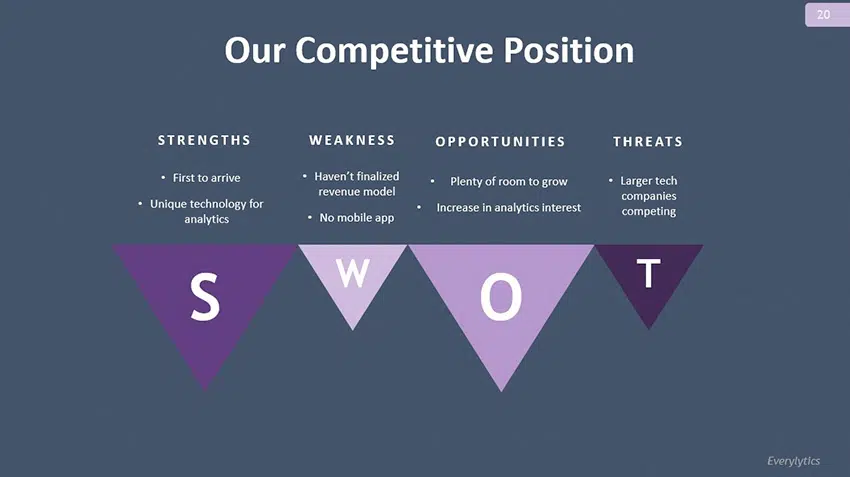 20
Our Competitive Position
STRENGTHS
• First to arrive
• Unique technology for
analytics
WEAKNESS
• Haven't finalized
revenue model
• No mobile app
OPPORTUNITIES
• Plenty of room to grow
• Increase in analytics interest
THREATS
• Larger tech
companies
competing
S
W
O
T
Everylytics